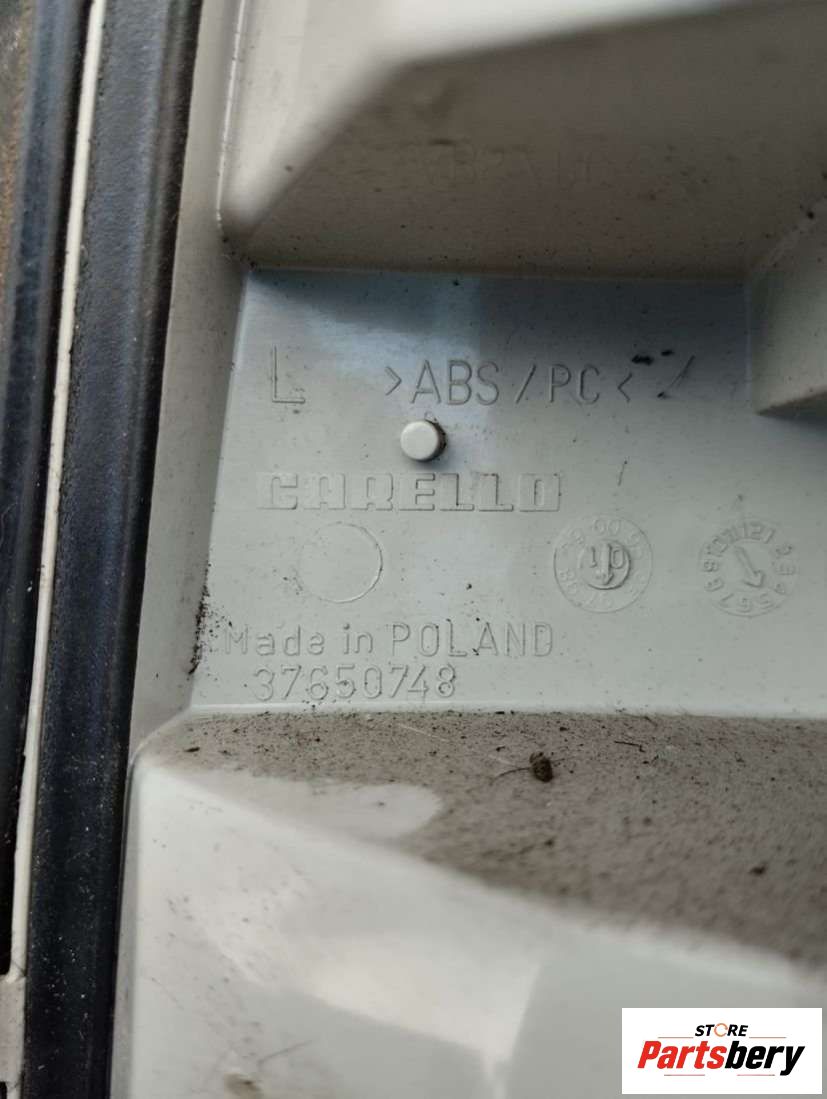 L >ABS/PC<
CARELLO
Made in POLAND
37650748
STORE
Partsbery